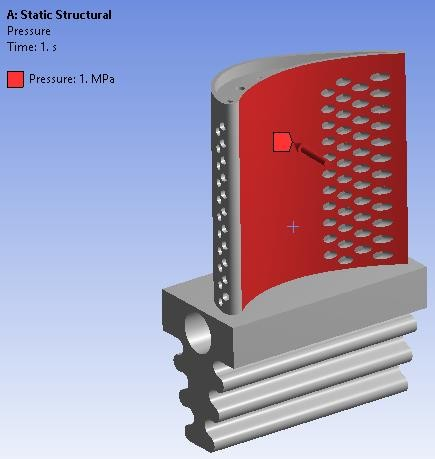 A: Static Structural
Pressure
Time: 1. s
Pressure: 1. MPa